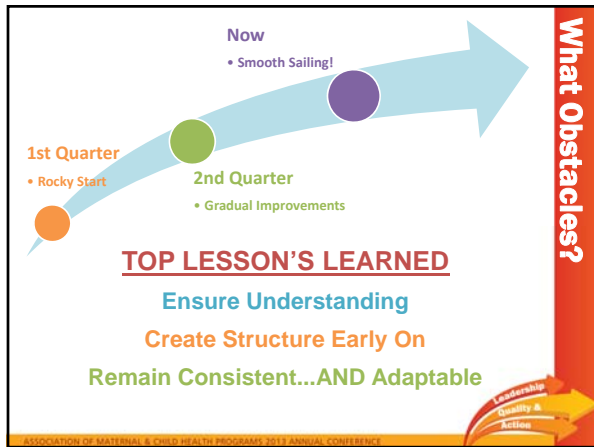 Now
• Smooth Sailing!
1st Quarter
• Rocky Start
2nd Quarter
• Gradual Improvements
TOP LESSON'S LEARNED
Ensure Understanding
Create Structure Early On
Remain Consistent...AND Adaptable
What Obstacles?
Leadership
Quality &
Action
ASSOCIATION OF MATERNAL & CHILD HEALTH PROGRAMS 2013 ANNUAL CONFERENCE